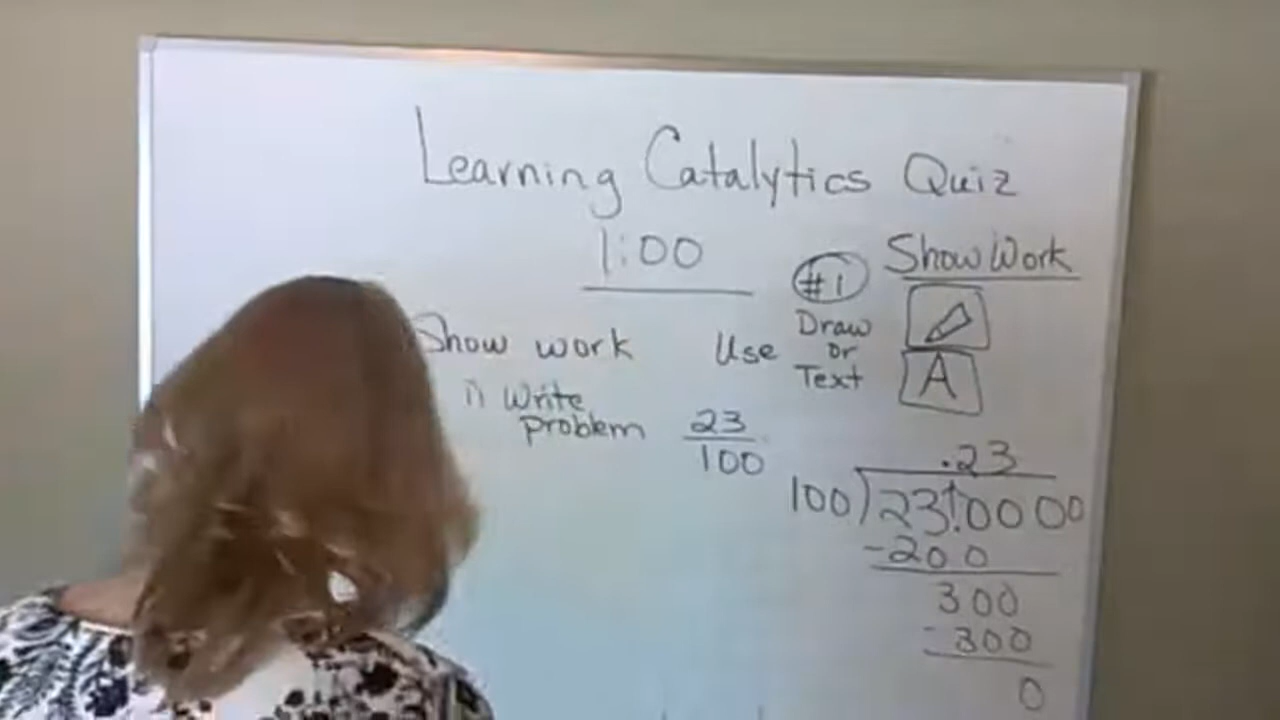 Learning Catalytics Quiz
1:00
#1 Show Work
Show work Use Draw or Text A
1) Write problem 23/100
.23
100)23.0000
-200
300
-300
0